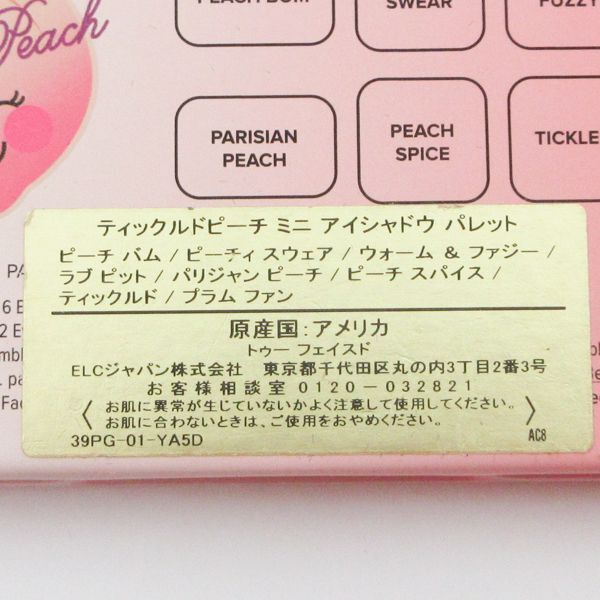 Peach
PEACH BUM
SWEAR
FUZZY
PARISIAN
PEACH
PEACH
SPICE
TICKLE
ティックルドピーチ ミニ アイシャドウ パレット
ピーチ バム / ピーティ スウェア / ウォーム & ファジー /
ラブ ピット / パリジャン ピーチ / ピーチ スパイス /
ティックルド / プラム ファン
原産国:アメリカ
トゥー フェイスド
ELCジャパン株式会社 東京都千代田区丸の内3丁目2番3号
お客様相談室 0120-032821
お肌に異常が生じていないかよく注意して使用してください。
お肌に合わないときは、ご使用をおやめください。
39PG-01-YA5D
AC8